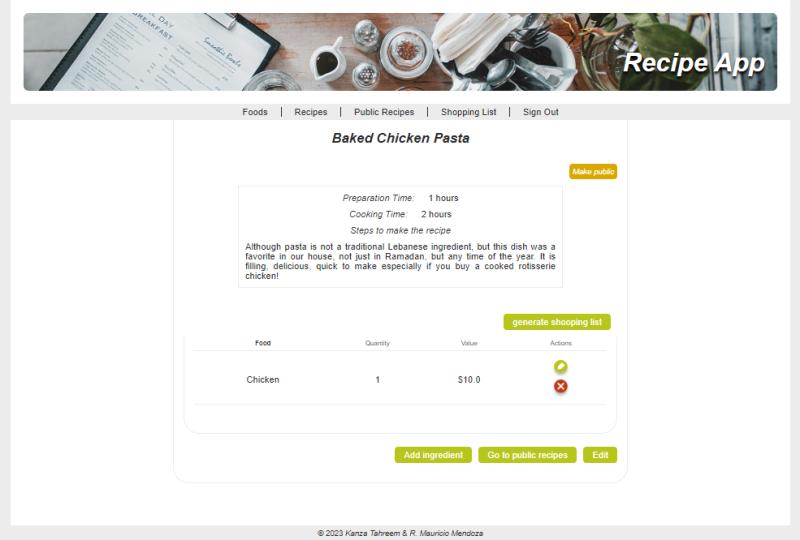 DAY
BREAKFAST
Recipe App
Foods
Recipes
Public Recipes
Shopping List
Sign Out
Baked Chicken Pasta
Make public
Preparation Time: 1 hours
Cooking Time: 2 hours
Steps to make the recipe
Although pasta is not a traditional Lebanese ingredient, but this dish was a
favorite in our house, not just in Ramadan, but any time of the year. It is
filling, delicious, quick to make especially if you buy a cooked rotisserie
chicken!
generate shooping list
Food Quantity Value Actions
Chicken 1 $10.0
Add ingredient
Go to public recipes
Edit
© 2023 Kanza Tahreem & R. Mauricio Mendoza